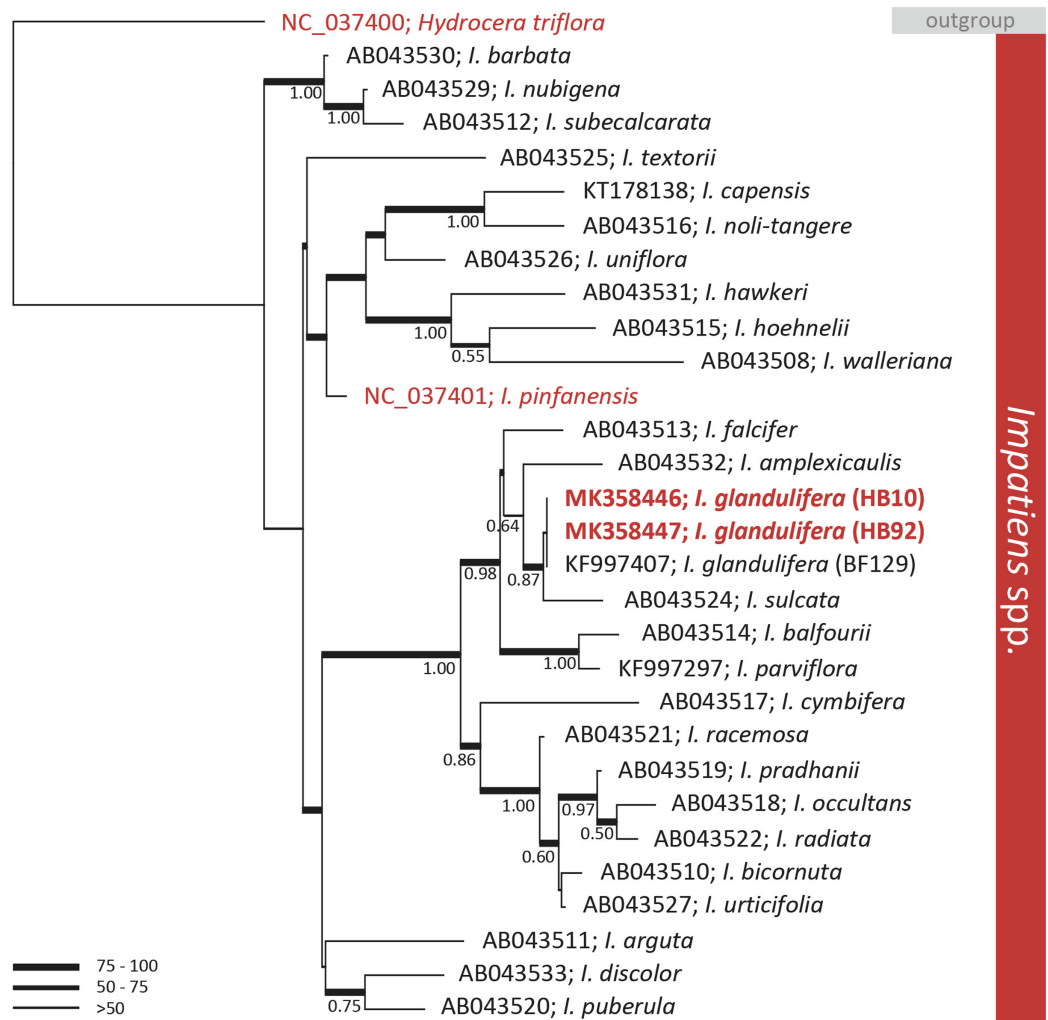 NC_037400; Hydrocera triflora
outgroup
AB043530; I. barbata
1.00
AB043529; I. nubigena
1.00
AB043512; I. subecalcarata
AB043525; I. textorii
KT178138; I. capensis
1.00
AB043516; I. noli-tangere
AB043526; I. uniflora
AB043531; I. hawkeri
1.00
AB043515; I. hoehnelii
0.55
AB043508; I. walleriana
NC_037401; I. pinfanensis
Impatiens spp.
AB043513; I. falcifer
AB043532; I. amplexicaulis
MK358446; I. glandulifera (HB10)
0.64
MK358447; I. glandulifera (HB92)
KF997407; I. glandulifera (BF129)
0.98
0.87
AB043524; I. sulcata
AB043514; I. balfourii
1.00
1.00
KF997297; I. parviflora
AB043517; I. cymbifera
AB043521; I. racemosa
0.86
AB043519; I. pradhanii
1.00
0.97
AB043518; I. occultans
0.50
AB043522; I. radiata
0.60
AB043510; I. bicornuta
AB043527; I. urticifolia
AB043511; I. arguta
75 - 100
AB043533; I. discolor
50 - 75
0.75
AB043520; I. puberula
>50